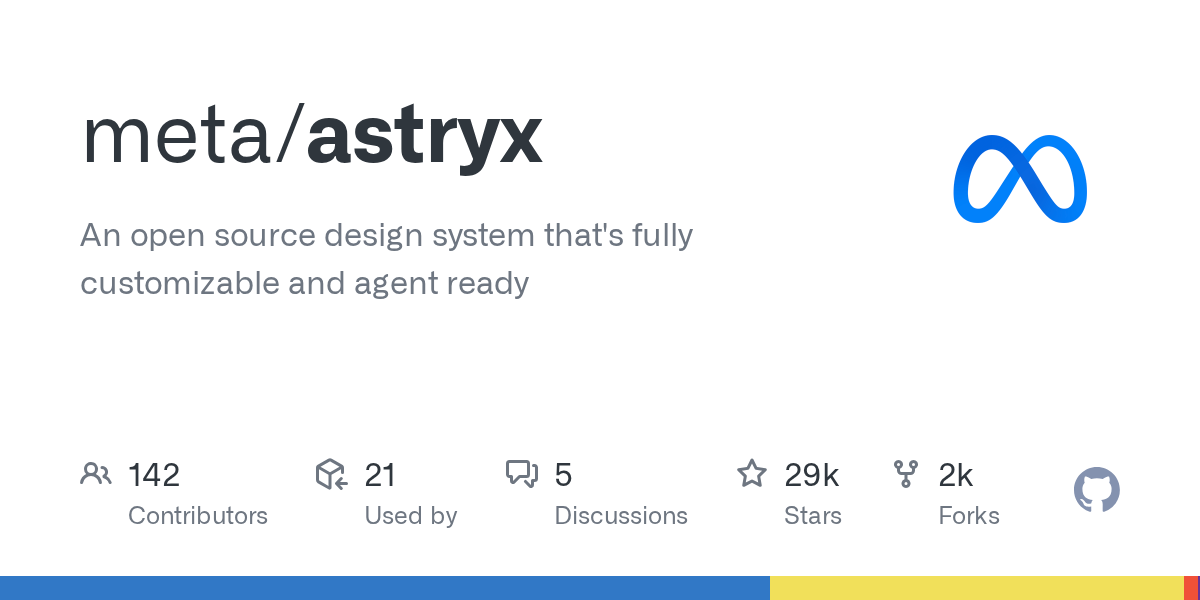 meta/astryx
An open source design system that's fully
customizable and agent ready
142
Contributors
21
Used by
5
Discussions
29k
Stars
2k
Forks